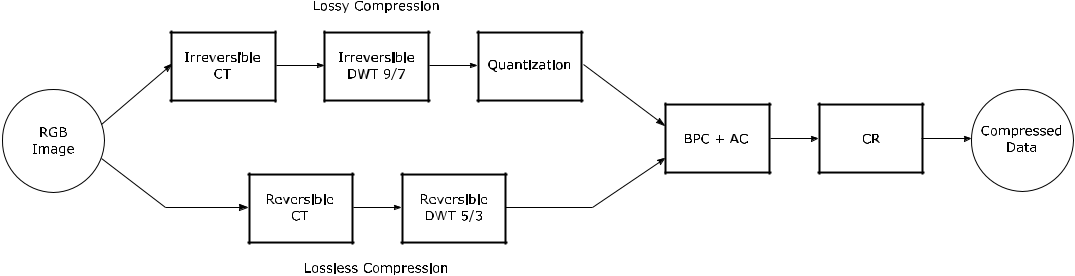 Lossy Compression
Irreversible
CT
Irreversible
DWT 9/7
Quantization
RGB
Image
BPC + AC
CR
Compressed
Data
Reversible
CT
Reversible
DWT 5/3
Lossless Compression